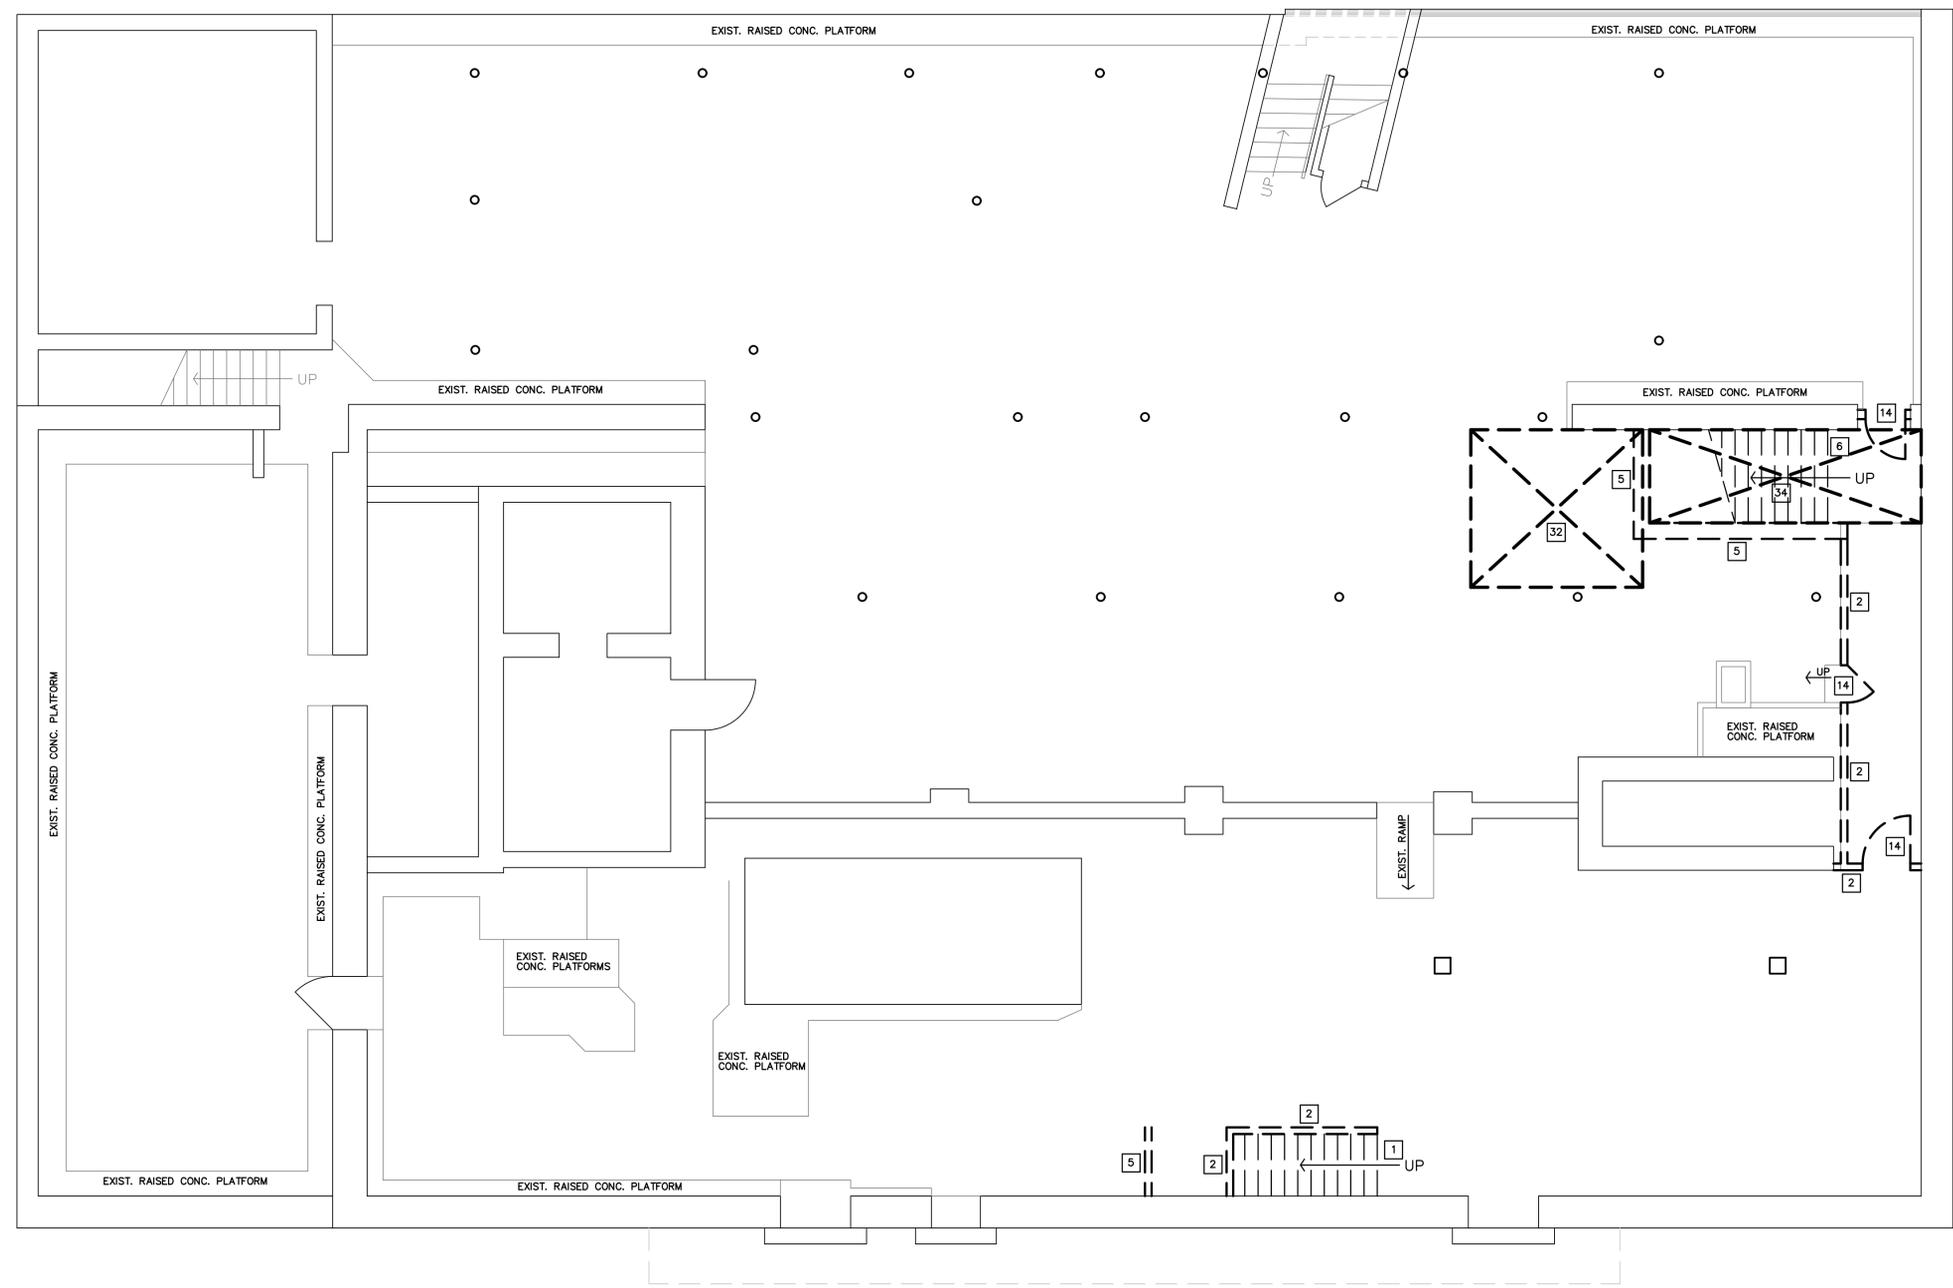 EXIST. RAISED CONC. PLATFORM
EXIST. RAISED CONC. PLATFORM
UP
UP
EXIST. RAISED CONC. PLATFORM
EXIST. RAISED CONC. PLATFORM
14
6
5
UP
34
32
5
2
UP
14
EXIST. RAISED
CONC. PLATFORM
2
EXIST. RAISED CONC. PLATFORM
EXIST. RAISED CONC. PLATFORM
EXIST. RAMP
14
2
EXIST. RAISED
CONC. PLATFORMS
EXIST. RAISED
CONC. PLATFORM
2
1
5
2
UP
EXIST. RAISED CONC. PLATFORM
EXIST. RAISED CONC. PLATFORM